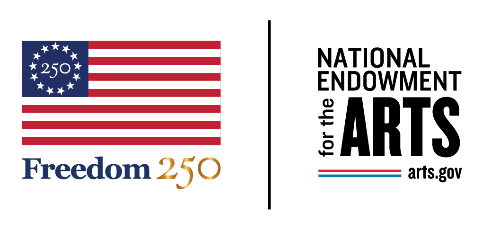 250
Freedom 250
NATIONAL
ENDOWMENT
for the ARTS
arts.gov